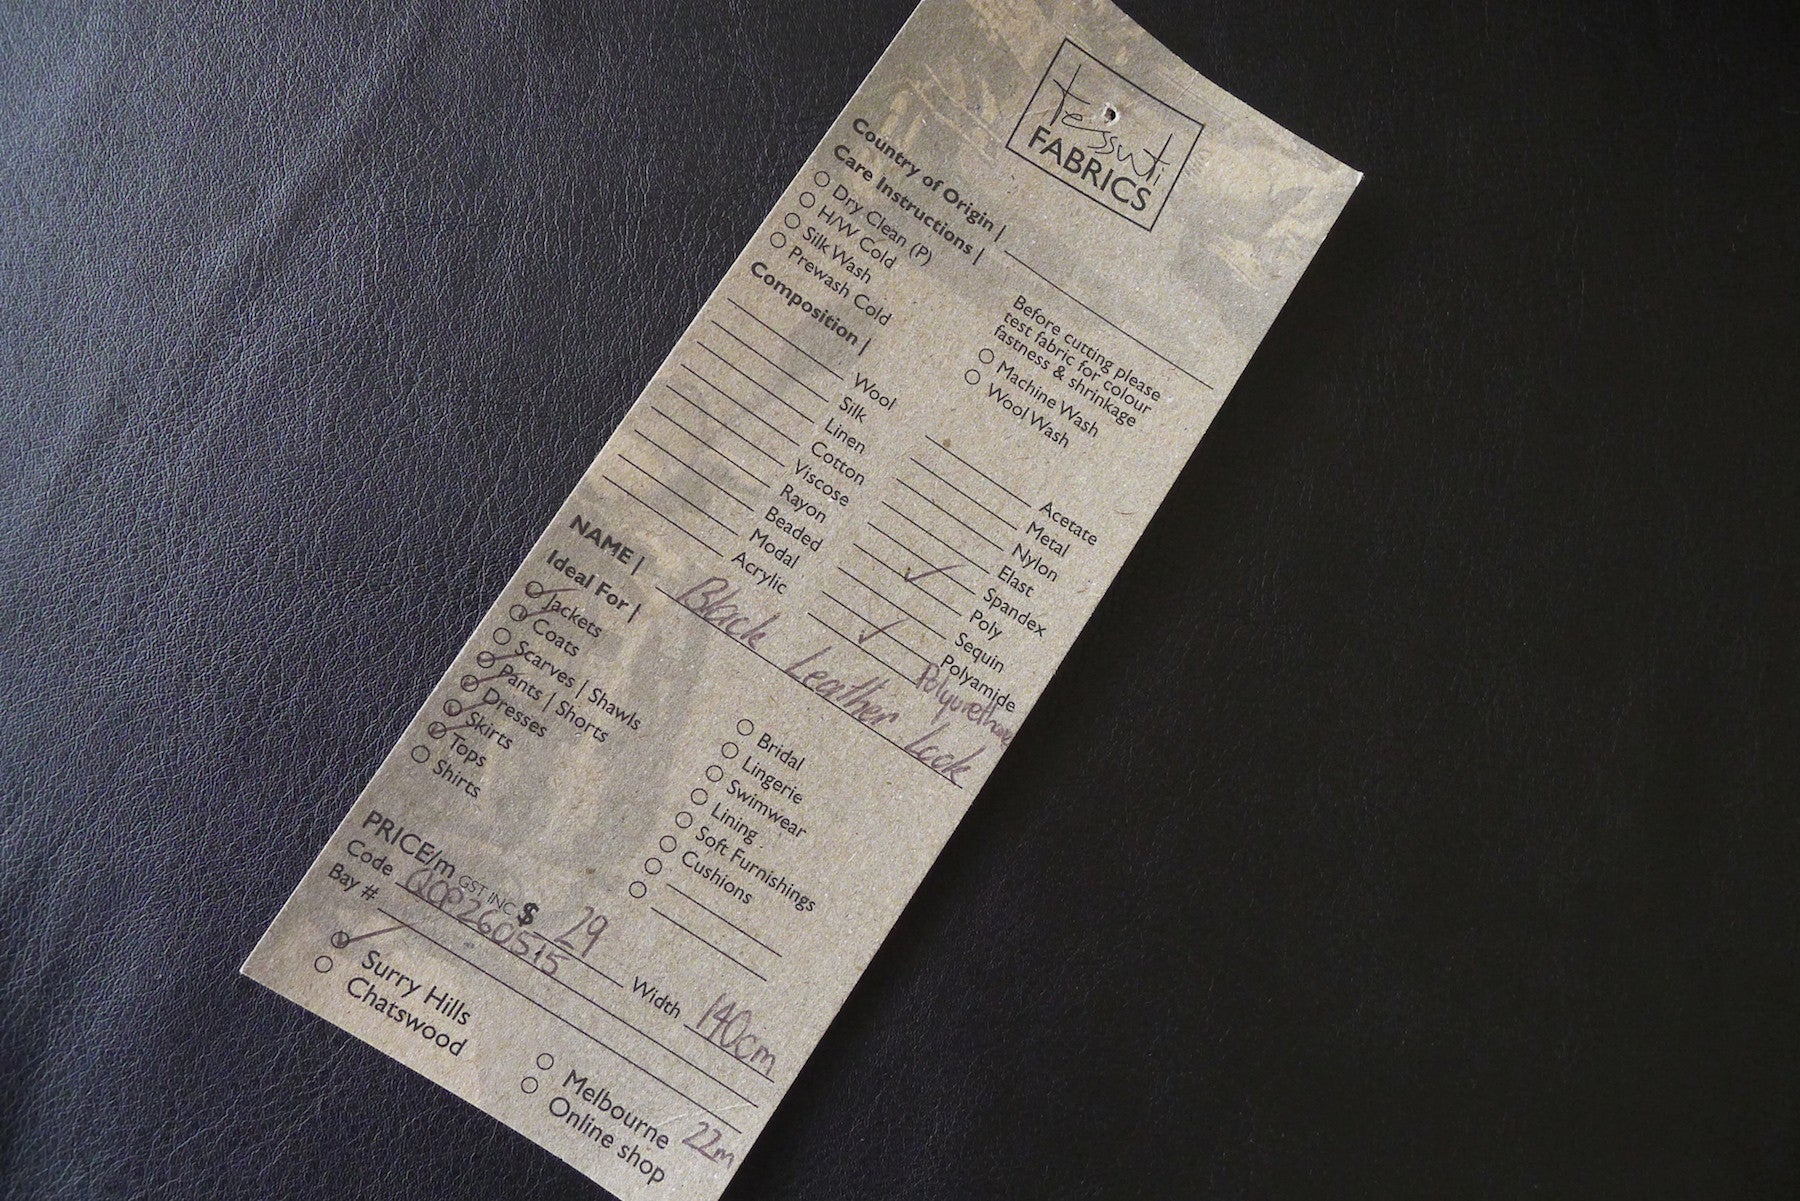 tessuti
FABRICS
Country of Origin |
Care Instructions |
Dry Clean (P)
H/W Cold
Silk Wash
Prewash Cold
Before cutting please
test fabric for colour
fastness & shrinkage
Machine Wash
Wool Wash
Composition |
Wool
Silk
Linen
Cotton
Viscose
Rayon
Beaded
Modal
Acrylic
Acetate
Metal
Nylon
Elast
Spandex
✓ Poly
Sequin
Polyamide
✓ Polyurethane
NAME | Black Leather Look
Ideal For |
✓ Jackets
✓ Coats
Scarves | Shawls
✓ Pants | Shorts
✓ Dresses
✓ Skirts
✓ Tops
Shirts
Bridal
Lingerie
Swimwear
Lining
Soft Furnishings
Cushions
PRICE/m GST INC $ 29
Code QOP260515 Width 140cm
Bay #
✓ Surry Hills
Chatswood
Melbourne 22m
Online shop